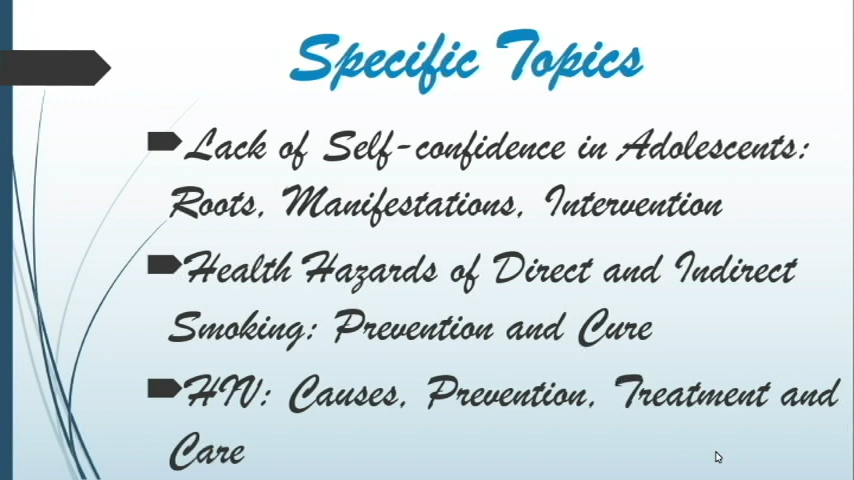 Specific Topics
Lack of Self-confidence in Adolescents:
Roots, Manifestations, Intervention
Health Hazards of Direct and Indirect
Smoking: Prevention and Cure
HIV: Causes, Prevention, Treatment and
Care